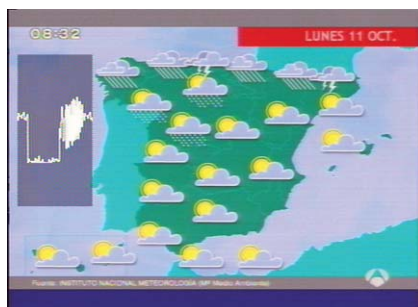 08:32
LUNES 11 OCT.
Fuente: INSTITUTO NACIONAL METEOROLOGÍA (Mº Medio Ambiente)